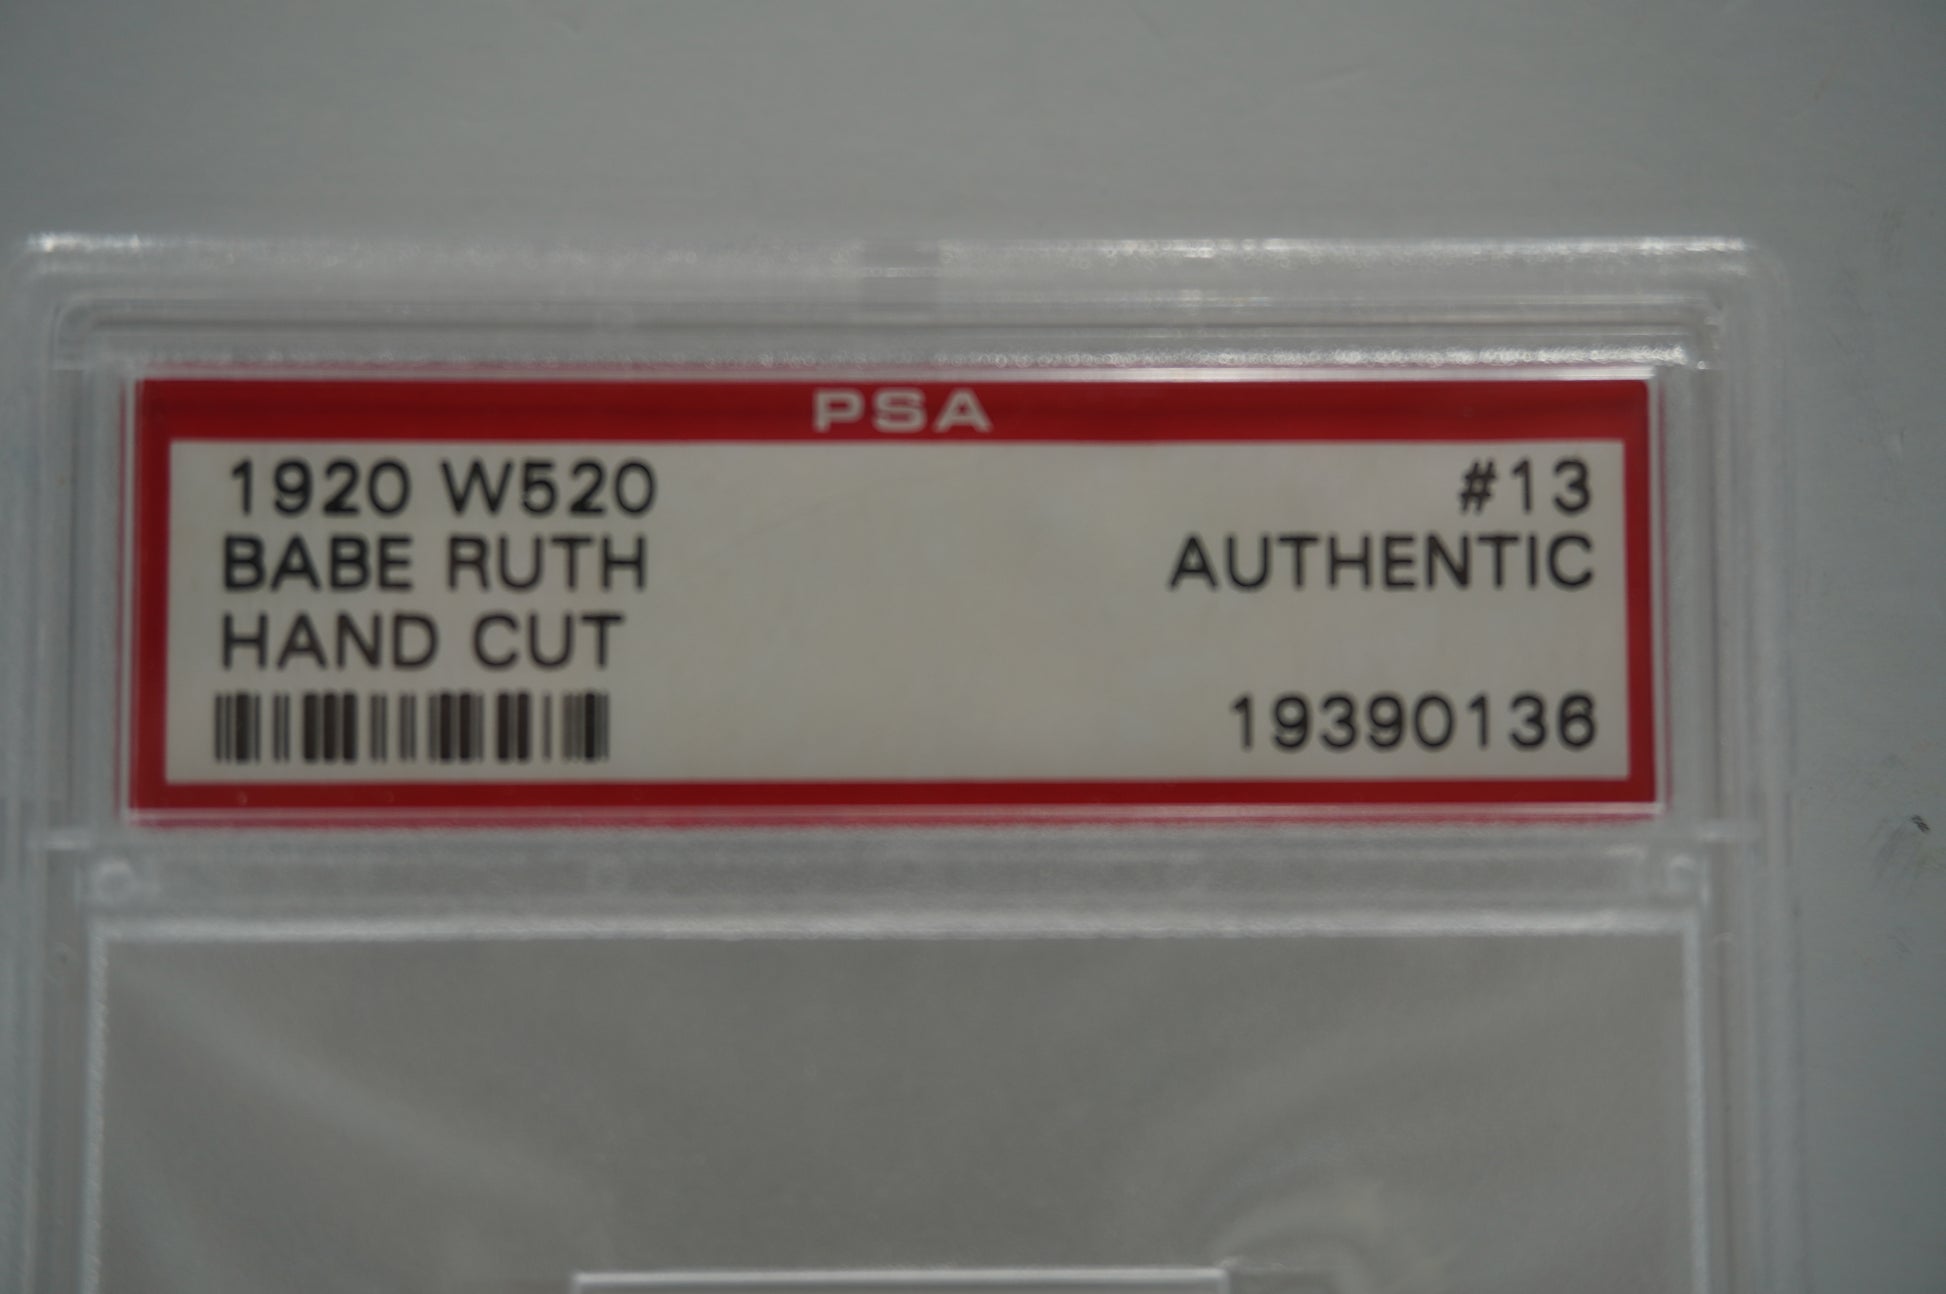 PSA
1920 W520 #13
BABE RUTH AUTHENTIC
HAND CUT
19390136